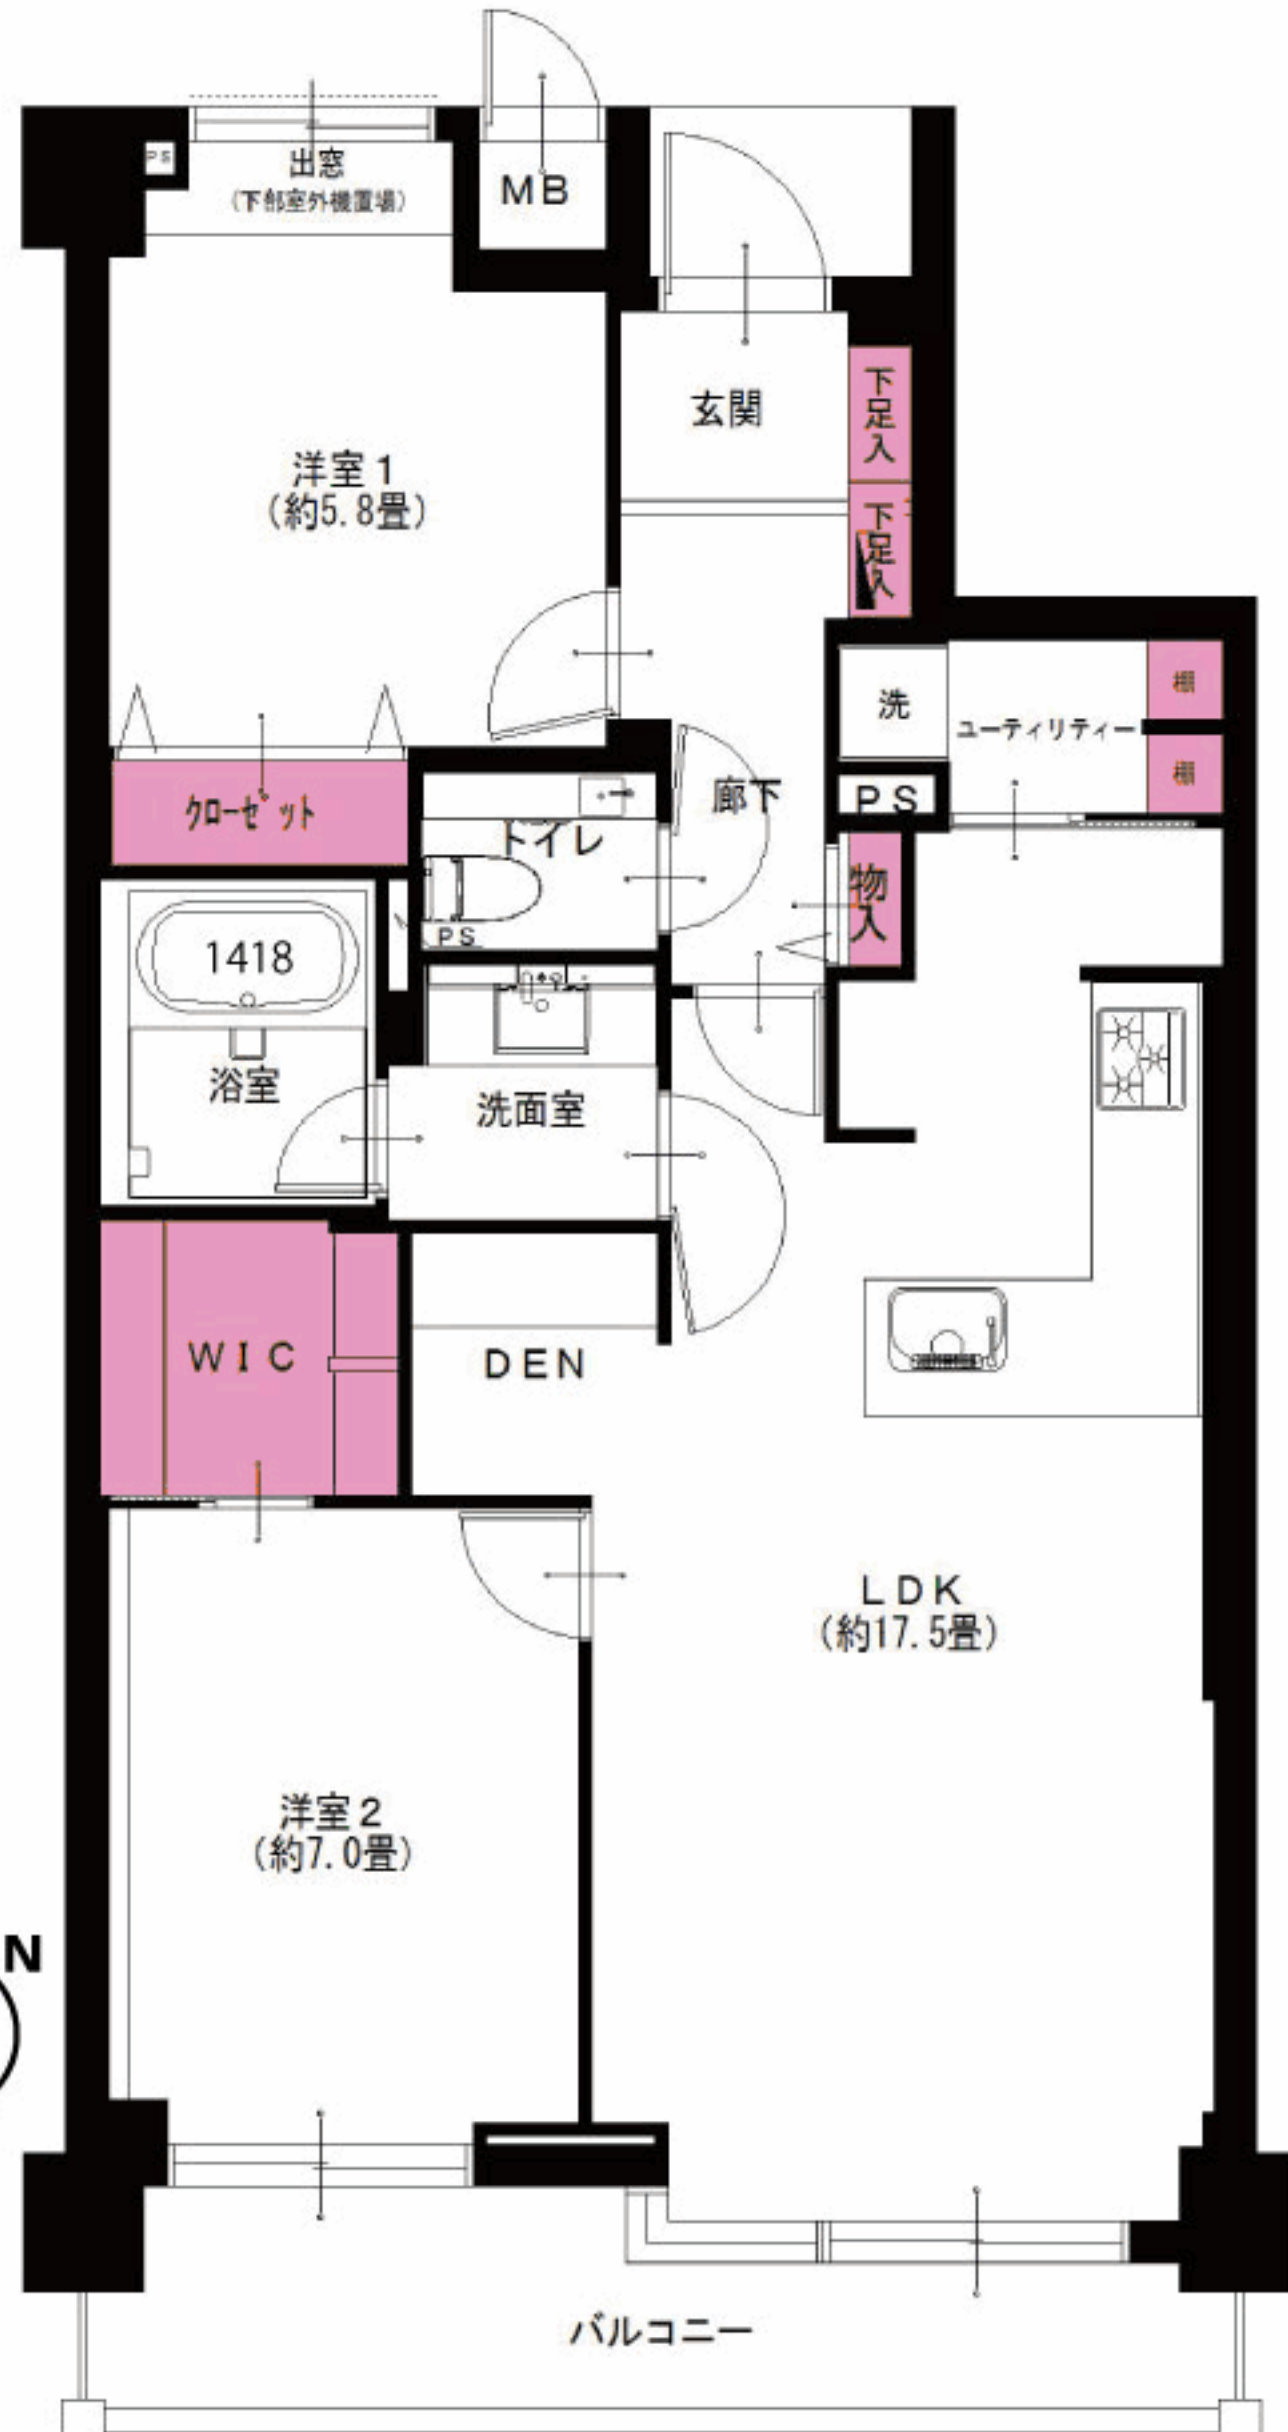 PS
出窓
(下部室外機置場)
MB
玄関
下足入
下足入
洋室1
(約5.8畳)
洗
ユーティリティー
棚
棚
PS
廊下
クローゼット
トイレ
PS
物入
1418
浴室
洗面室
WIC
DEN
LDK
(約17.5畳)
洋室2
(約7.0畳)
N
バルコニー